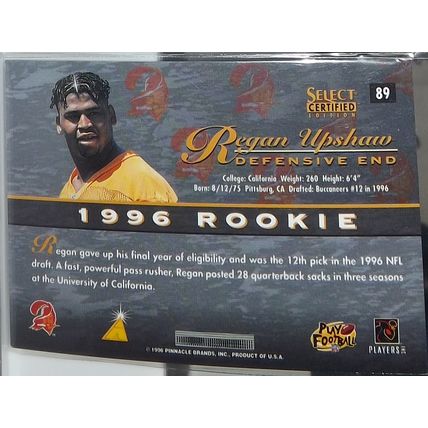 89
SELECT
CERTIFIED
EDITION
Regan Upshaw
DEFENSIVE END
College: California Weight: 260 Height: 6'4"
Born: 8/12/75 Pittsburg, CA Drafted: Buccaneers #12 in 1996
1996 ROOKIE
Regan gave up his final year of eligibility and was the 12th pick in the 1996 NFL
draft. A fast, powerful pass rusher, Regan posted 28 quarterback sacks in three seasons
at the University of California.
PLAY
FOOTBALL
PLAYERS
© 1996 PINNACLE BRANDS, INC., PRODUCT OF U.S.A.